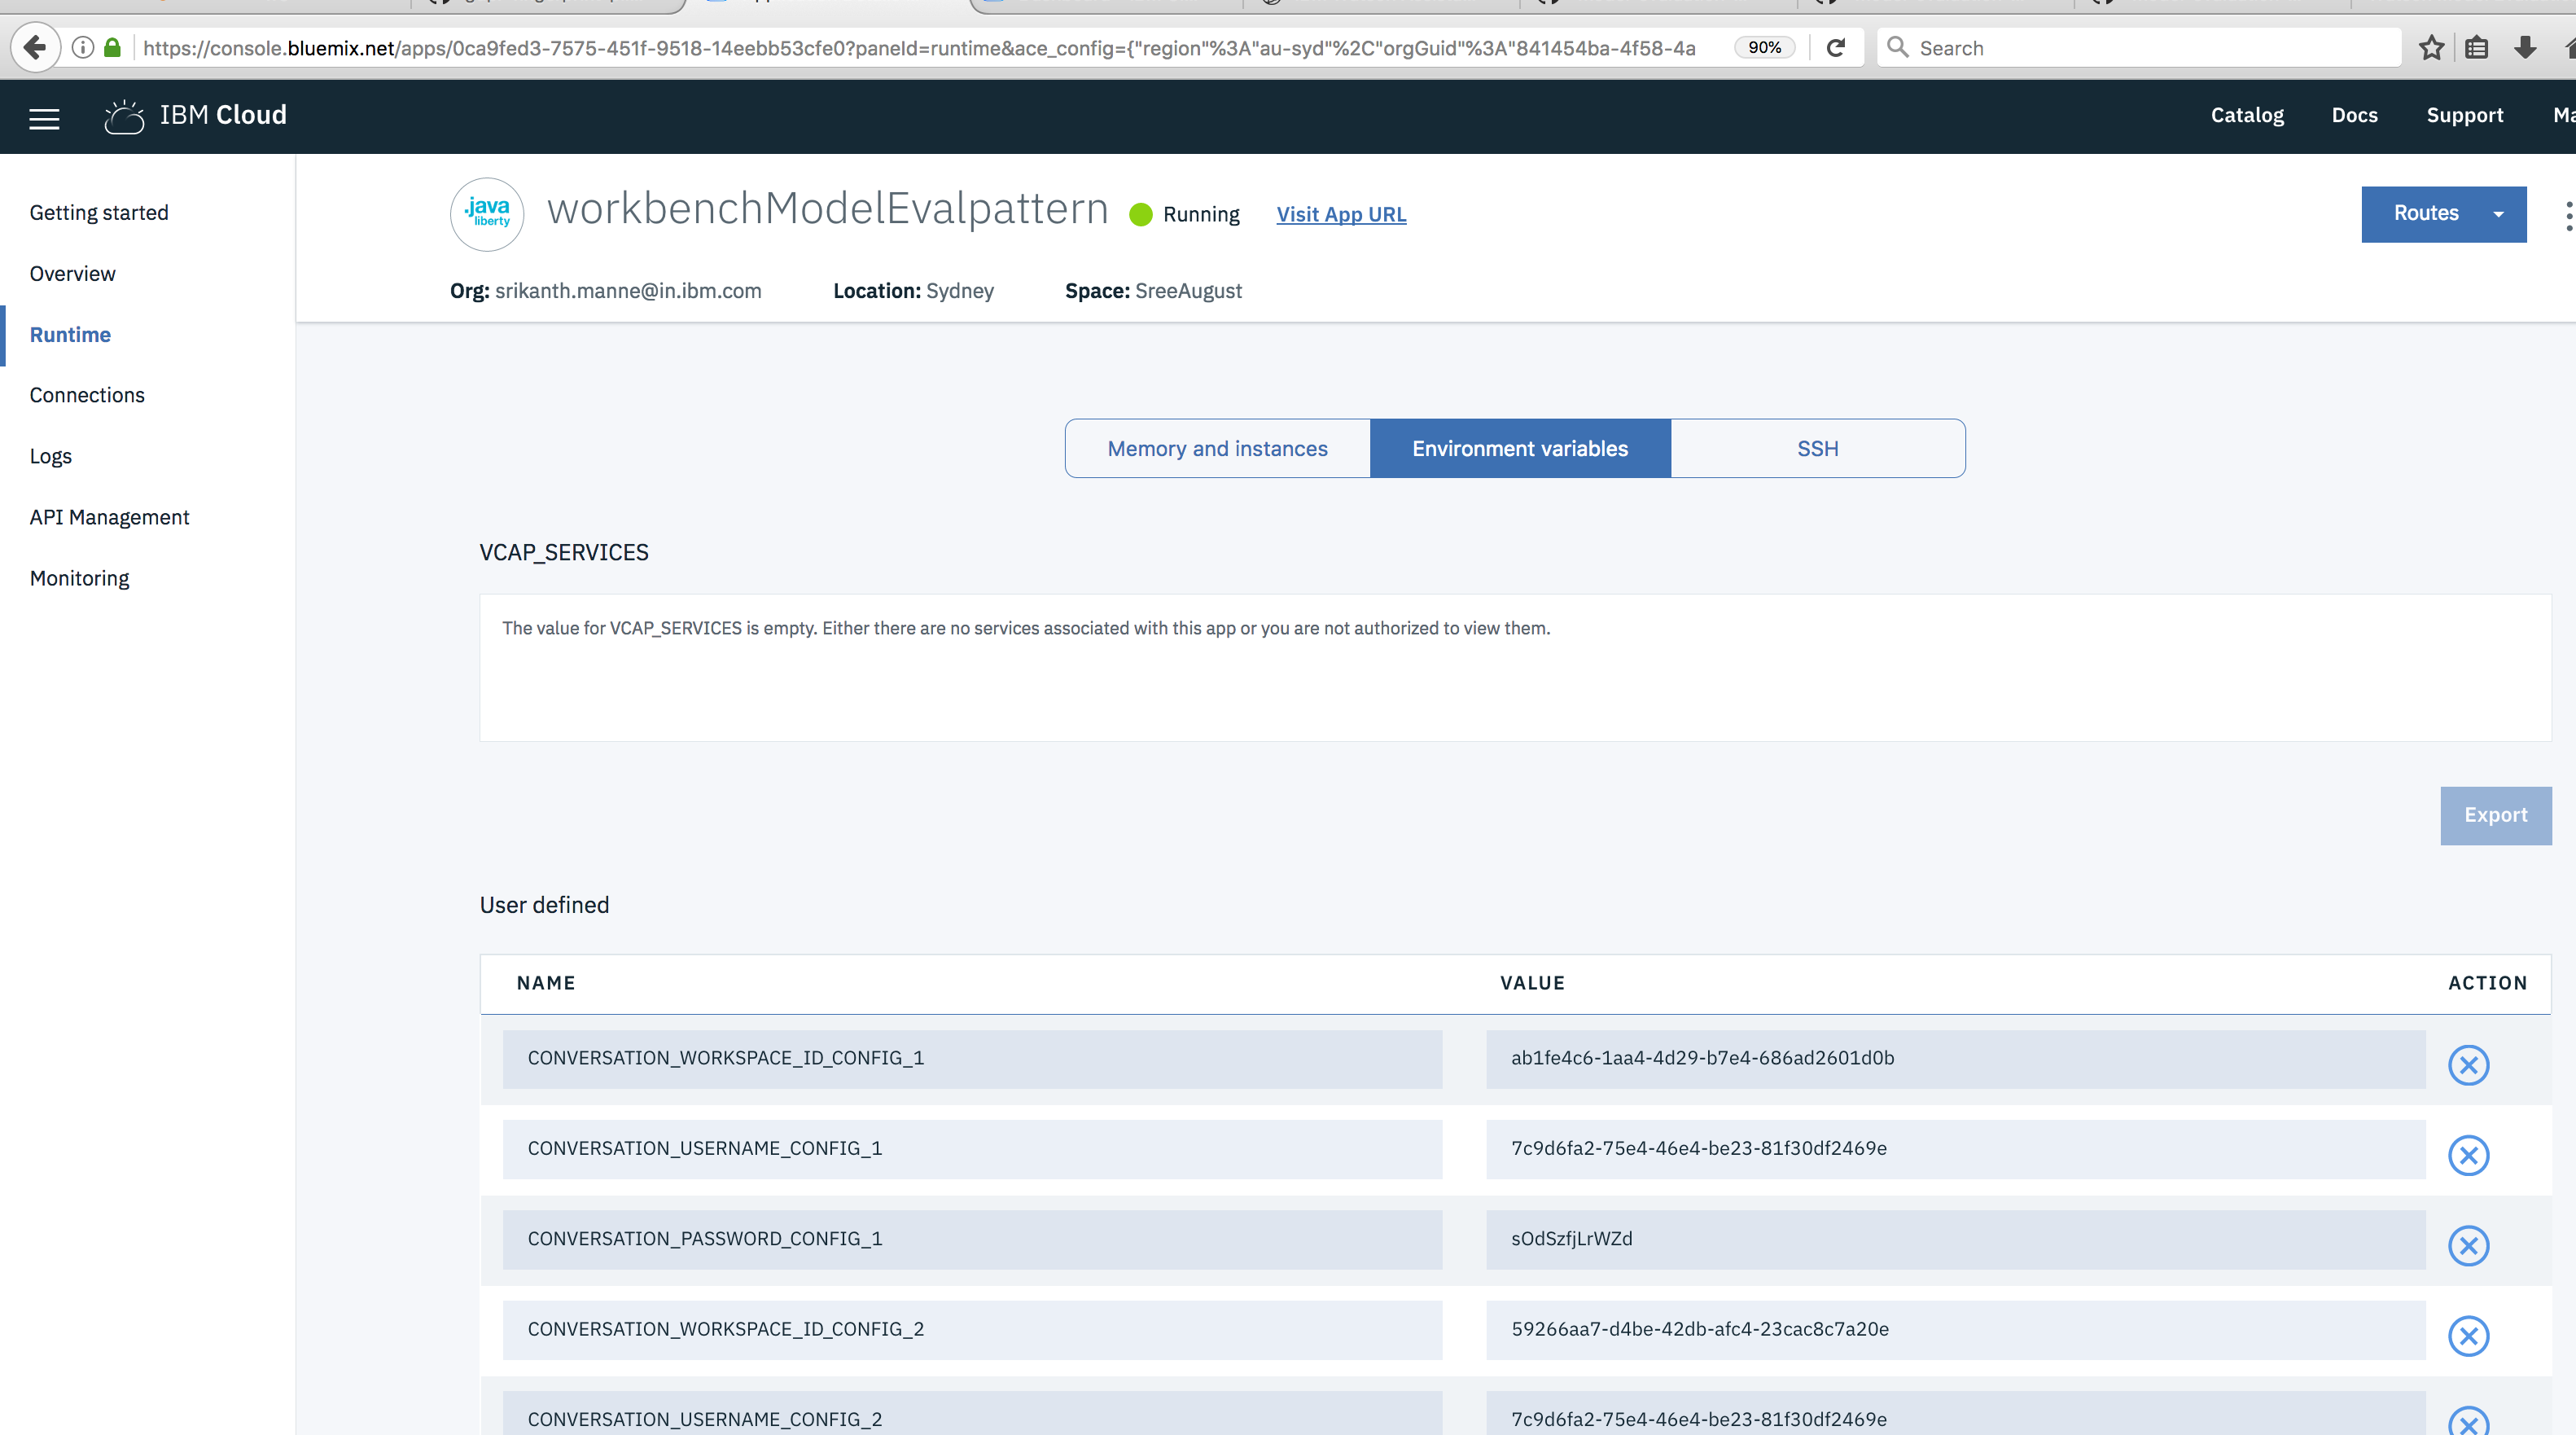 https://console.bluemix.net/apps/0ca9fed3-7575-451f-9518-14eebb53cfe0?paneId=runtime&ace_config={"region"%3A"au-syd"%2C"orgGuid"%3A"841454ba-4f58-4a
90%
Search
IBM Cloud
Catalog
Docs
Support
Ma
Getting started
Overview
Runtime
Connections
Logs
API Management
Monitoring
.java
liberty
workbenchModelEvalpattern
Running
Visit App URL
Routes
Org: srikanth.manne@in.ibm.com
Location: Sydney
Space: SreeAugust
Memory and instances
Environment variables
SSH
VCAP_SERVICES
The value for VCAP_SERVICES is empty. Either there are no services associated with this app or you are not authorized to view them.
Export
User defined
NAME VALUE ACTION
CONVERSATION_WORKSPACE_ID_CONFIG_1 ab1fe4c6-1aa4-4d29-b7e4-686ad2601d0b
CONVERSATION_USERNAME_CONFIG_1 7c9d6fa2-75e4-46e4-be23-81f30df2469e
CONVERSATION_PASSWORD_CONFIG_1 sOdSzfjLrWZd
CONVERSATION_WORKSPACE_ID_CONFIG_2 59266aa7-d4be-42db-afc4-23cac8c7a20e
CONVERSATION_USERNAME_CONFIG_2 7c9d6fa2-75e4-46e4-be23-81f30df2469e